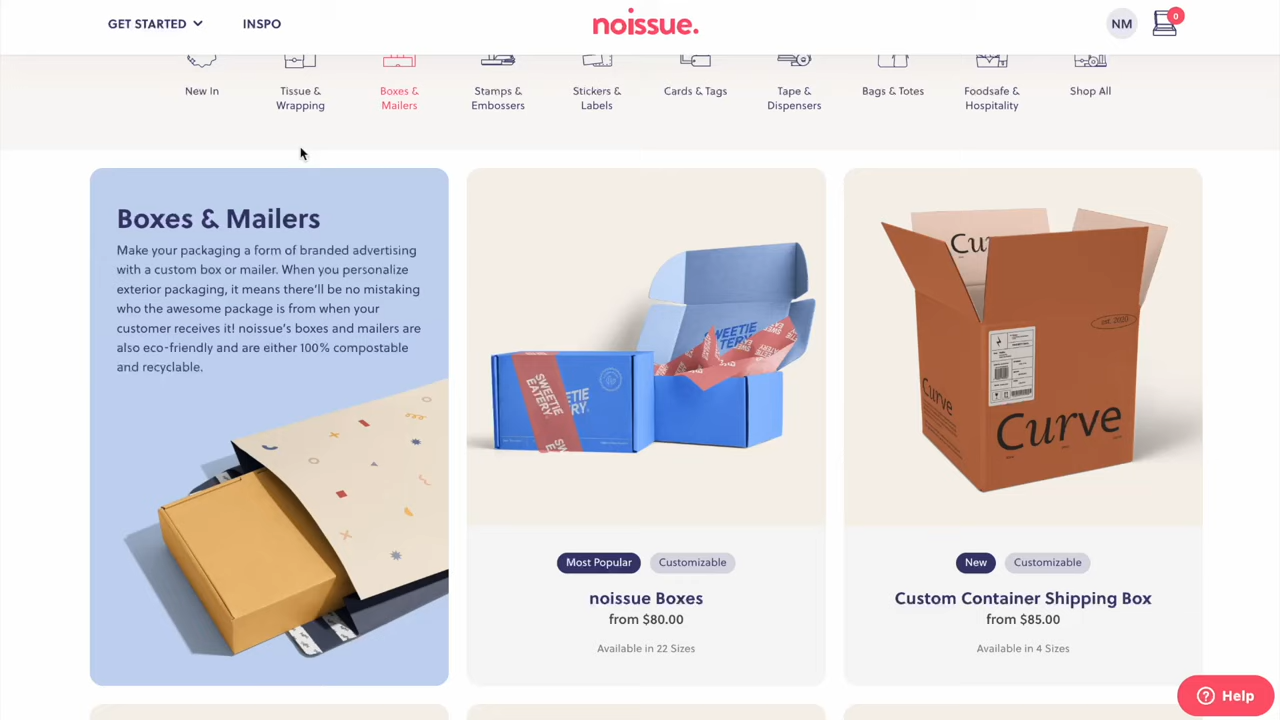 GET STARTED
INSPO
noissue.
NM
0
New In
Tissue &
Wrapping
Boxes &
Mailers
Stamps &
Embossers
Stickers &
Labels
Cards & Tags
Tape &
Dispensers
Bags & Totes
Foodsafe &
Hospitality
Shop All
Boxes & Mailers
Make your packaging a form of branded advertising
with a custom box or mailer. When you personalize
exterior packaging, it means there'll be no mistaking
who the awesome package is from when your
customer receives it! noissue's boxes and mailers are
also eco-friendly and are either 100% compostable
and recyclable.
SWEETIE
EATERY
SWEETIE
EATERY
Most Popular
Customizable
noissue Boxes
from $80.00
Available in 22 Sizes
Cur
est. 2020
Curve
Curve
New
Customizable
Custom Container Shipping Box
from $85.00
Available in 4 Sizes
Help